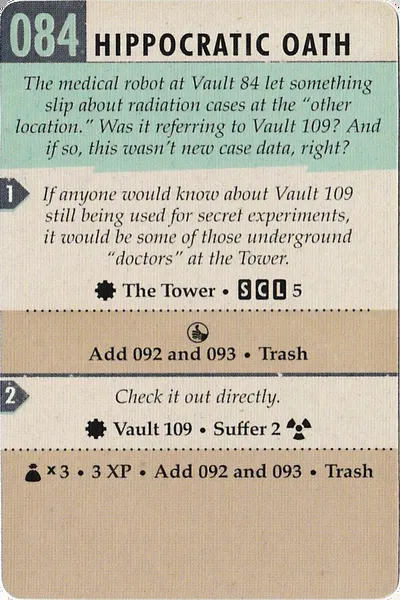 084 HIPPOCRATIC OATH
The medical robot at Vault 84 let something
slip about radiation cases at the “other
location.” Was it referring to Vault 109? And
if so, this wasn’t new case data, right?
1
If anyone would know about Vault 109
still being used for secret experiments,
it would be some of those underground
“doctors” at the Tower.
The Tower • S C L 5
Add 092 and 093 • Trash
2
Check it out directly.
Vault 109 • Suffer 2
x 3 • 3 XP • Add 092 and 093 • Trash